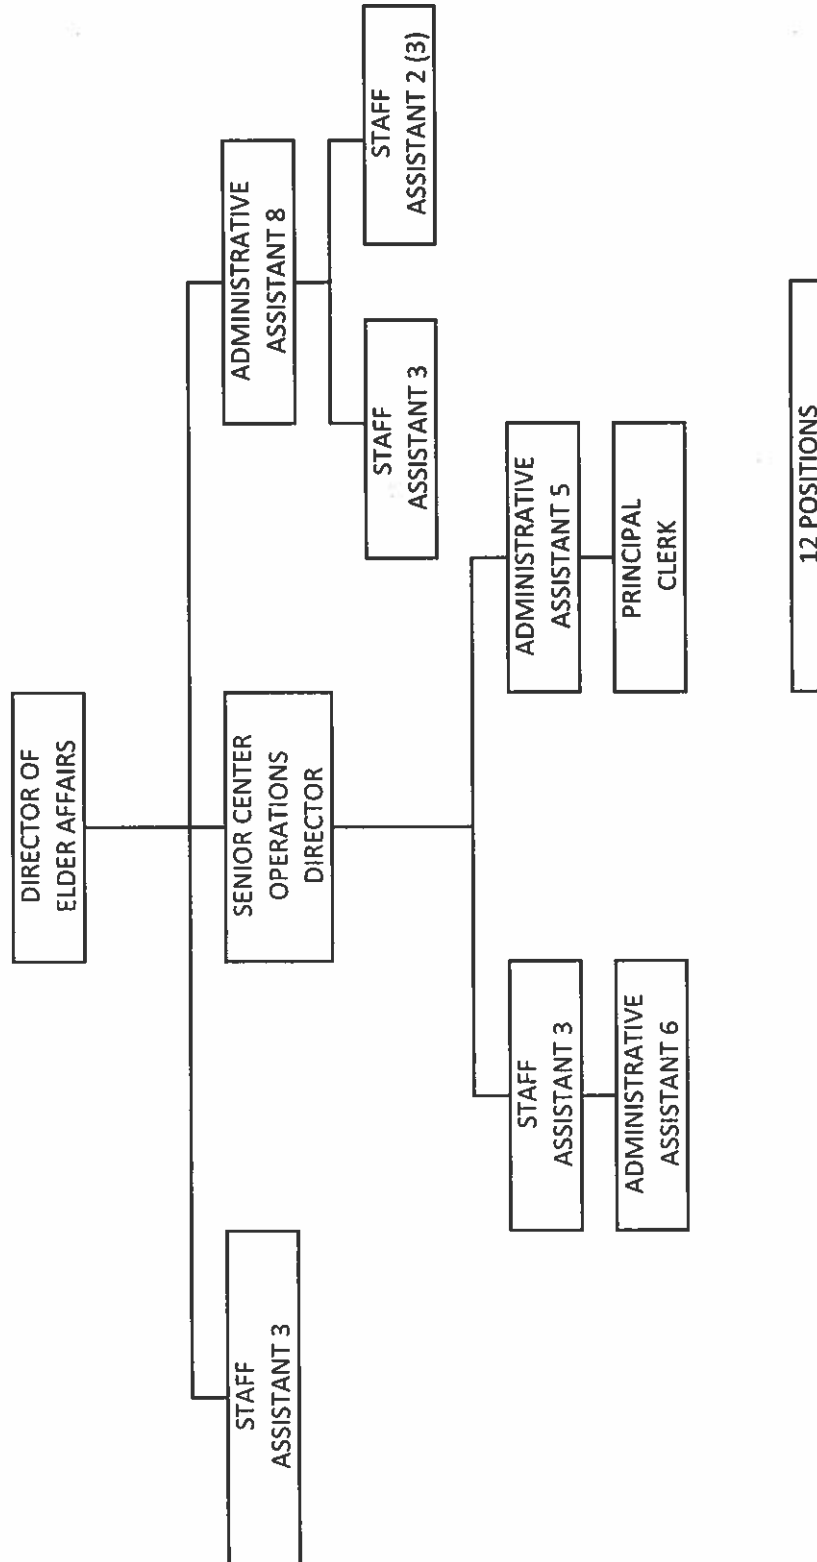 DIRECTOR OF
ELDER AFFAIRS
STAFF
ASSISTANT 3
SENIOR CENTER
OPERATIONS
DIRECTOR
ADMINISTRATIVE
ASSISTANT 8
STAFF
ASSISTANT 3
STAFF
ASSISTANT 2 (3)
STAFF
ASSISTANT 3
ADMINISTRATIVE
ASSISTANT 6
ADMINISTRATIVE
ASSISTANT 5
PRINCIPAL
CLERK
12 POSITIONS